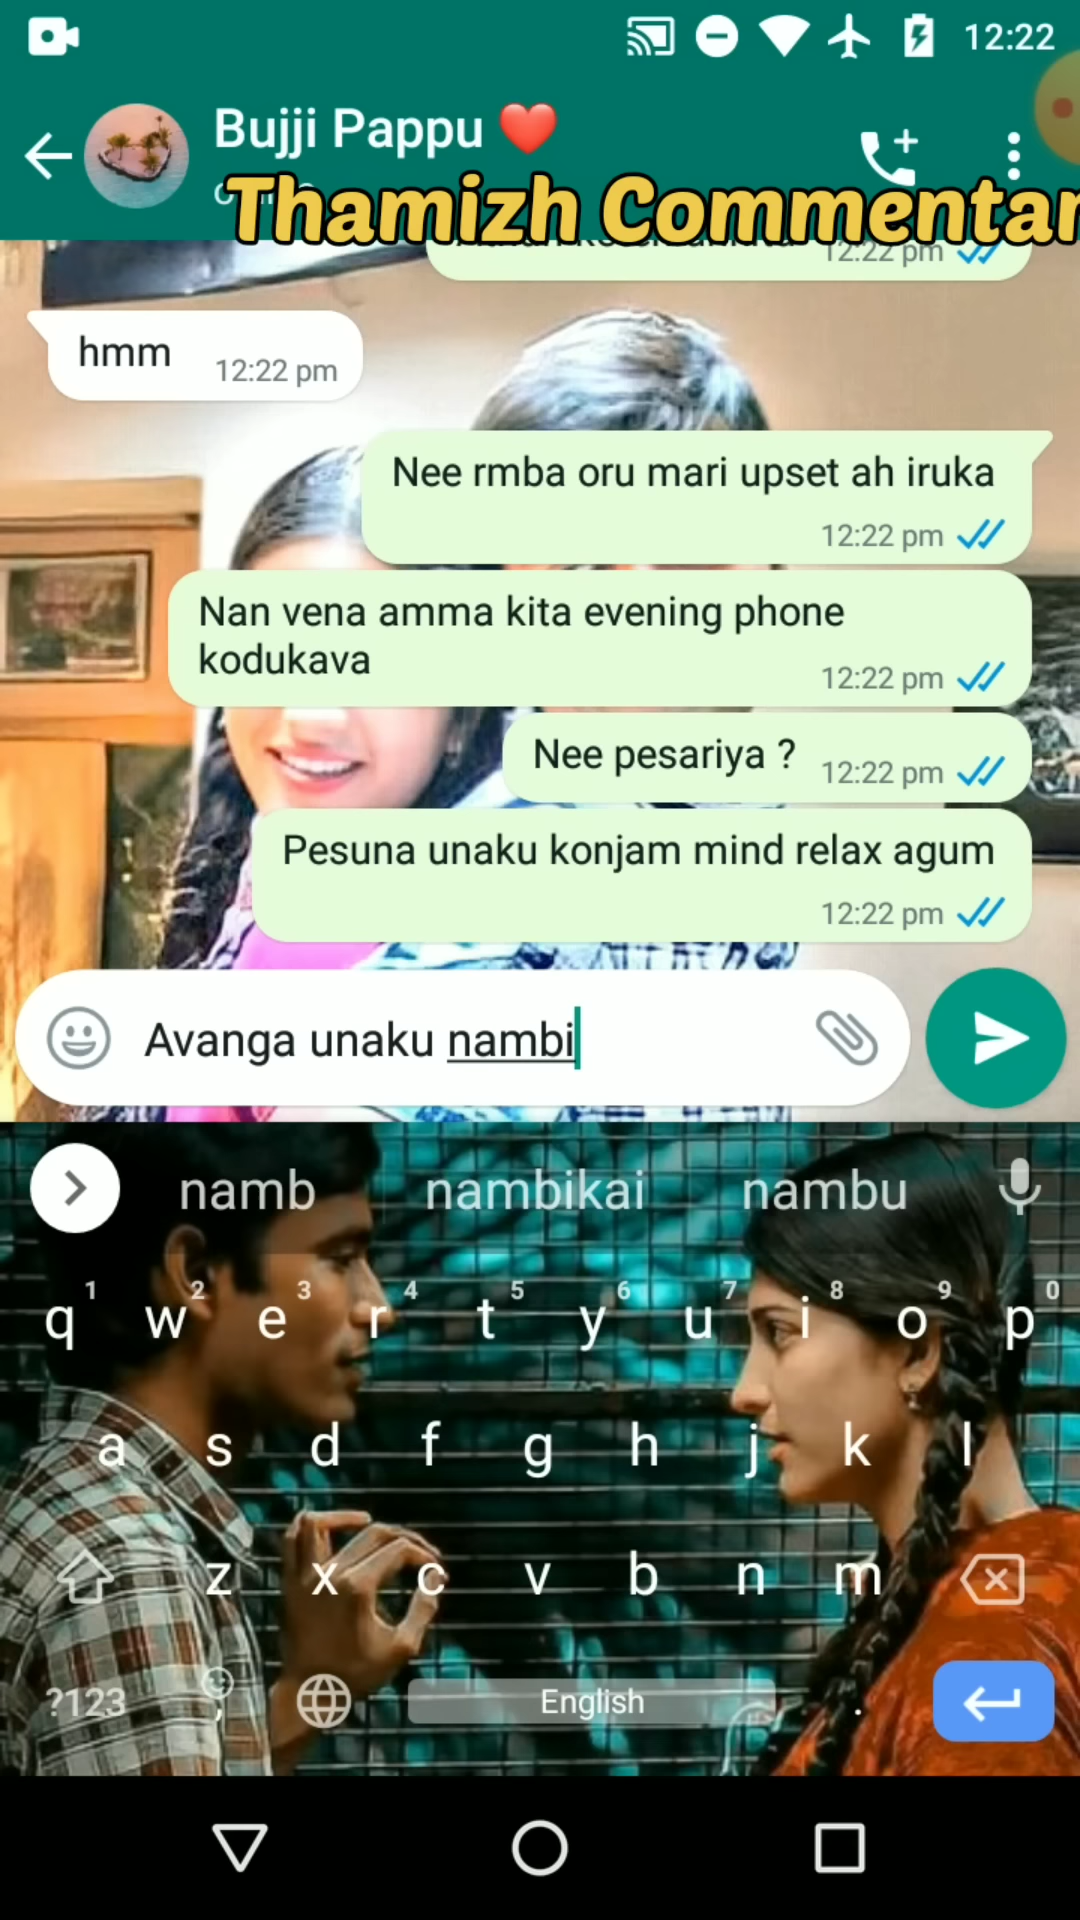 12:22
Bujji Pappu ❤️
Thamizh Commentar
12:22 pm
hmm 12:22 pm
Nee rmba oru mari upset ah iruka
12:22 pm
Nan vena amma kita evening phone
kodukava 12:22 pm
Nee pesariya ? 12:22 pm
Pesuna unaku konjam mind relax agum
12:22 pm
Avanga unaku nambi
namb nambikai nambu
1 2 3 4 5 6 7 8 9 0
q w e r t y u i o p
a s d f g h j k l
z x c v b n m
?123 , English .